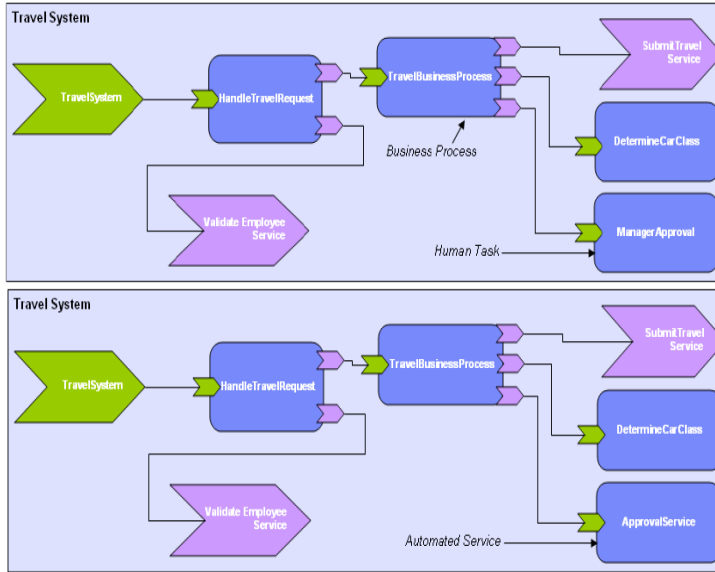 Travel System
SubmitTravel
Service
TravelSystem
HandleTravelRequest
TravelBusinessProcess
Business Process
DetermineCarClass
Validate Employee
Service
ManagerApproval
Human Task
Travel System
SubmitTravel
Service
TravelSystem
HandleTravelRequest
TravelBusinessProcess
DetermineCarClass
Validate Employee
Service
ApprovalService
Automated Service